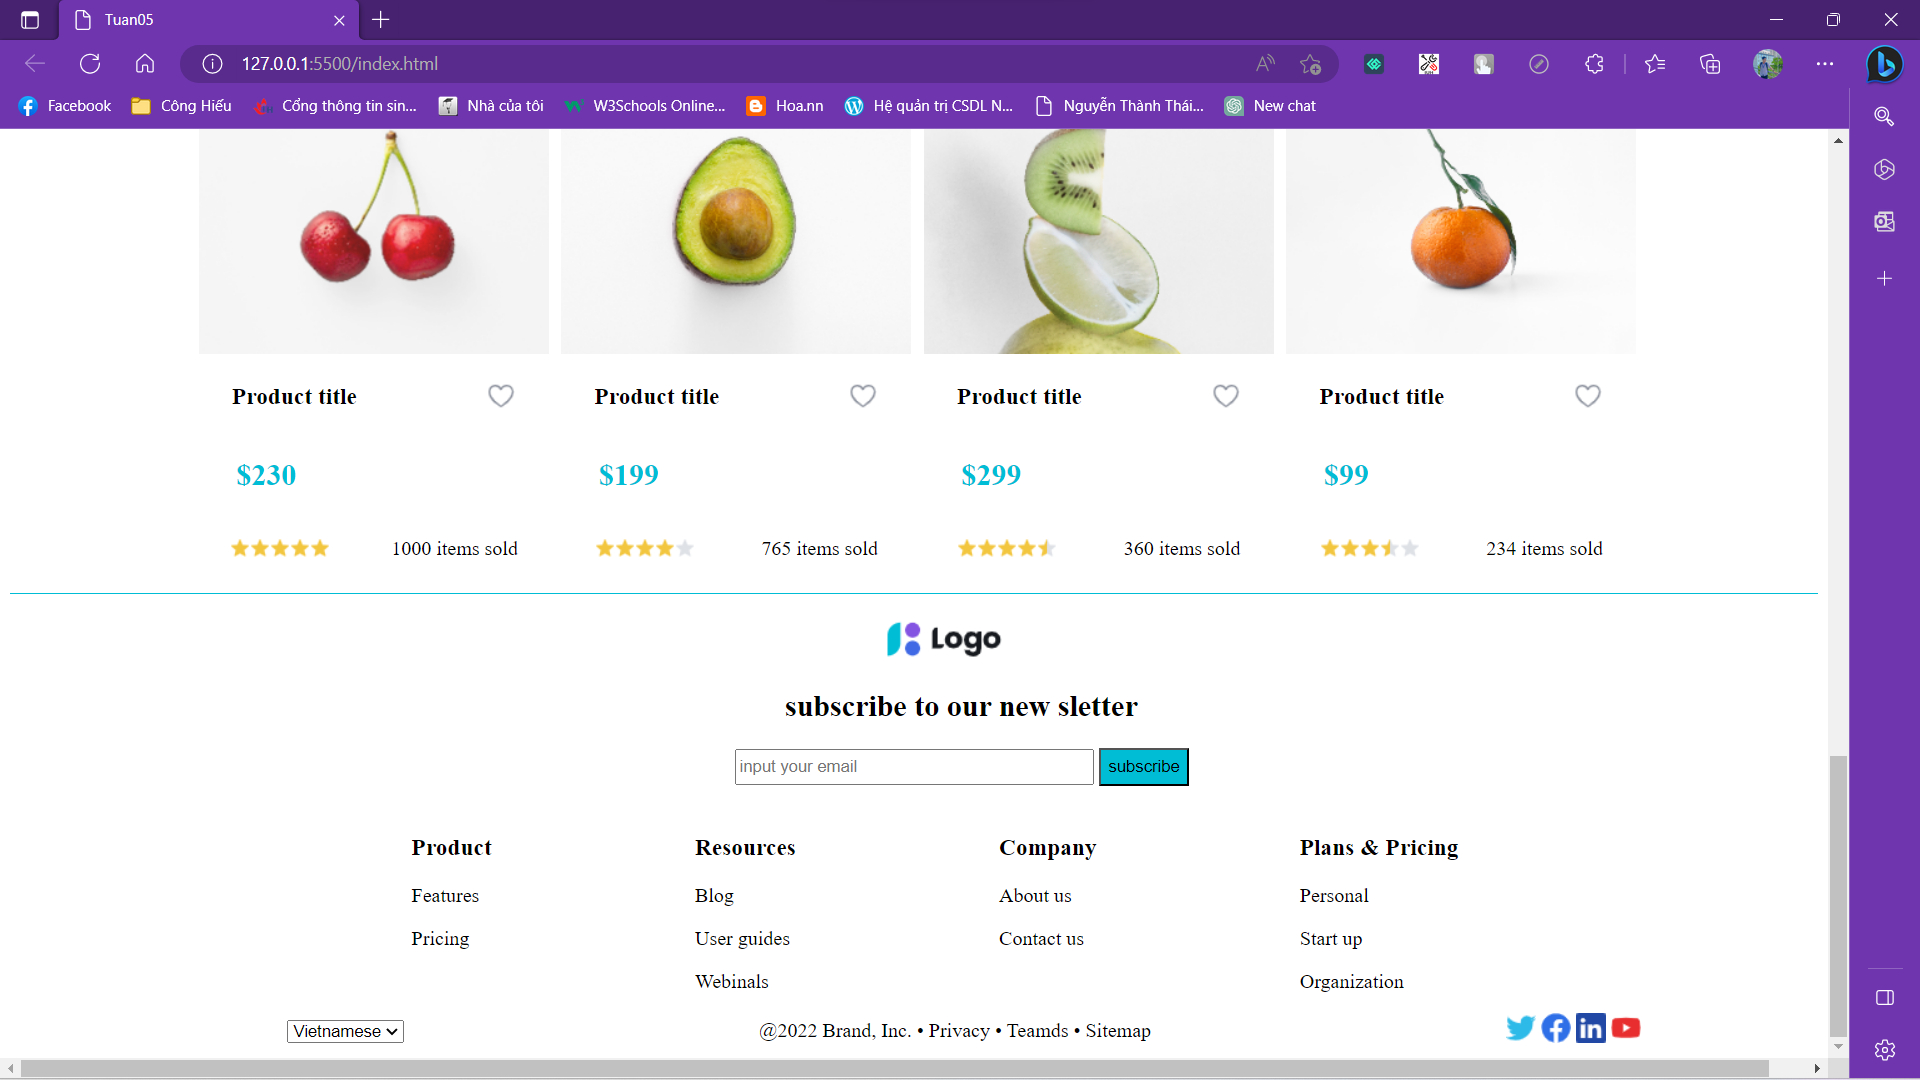 Tuan05
127.0.0.1:5500/index.html
Facebook Công Hiếu Cổng thông tin sin... Nhà của tôi W3Schools Online... Hoa.nn Hệ quản trị CSDL N... Nguyễn Thành Thái... New chat
Product title Product title Product title Product title
$230 $199 $299 $99
1000 items sold 765 items sold 360 items sold 234 items sold
Logo
subscribe to our new sletter
input your email subscribe
Product Resources Company Plans & Pricing
Features Blog About us Personal
Pricing User guides Contact us Start up
Webinals Organization
Vietnamese @2022 Brand, Inc. • Privacy • Teamds • Sitemap